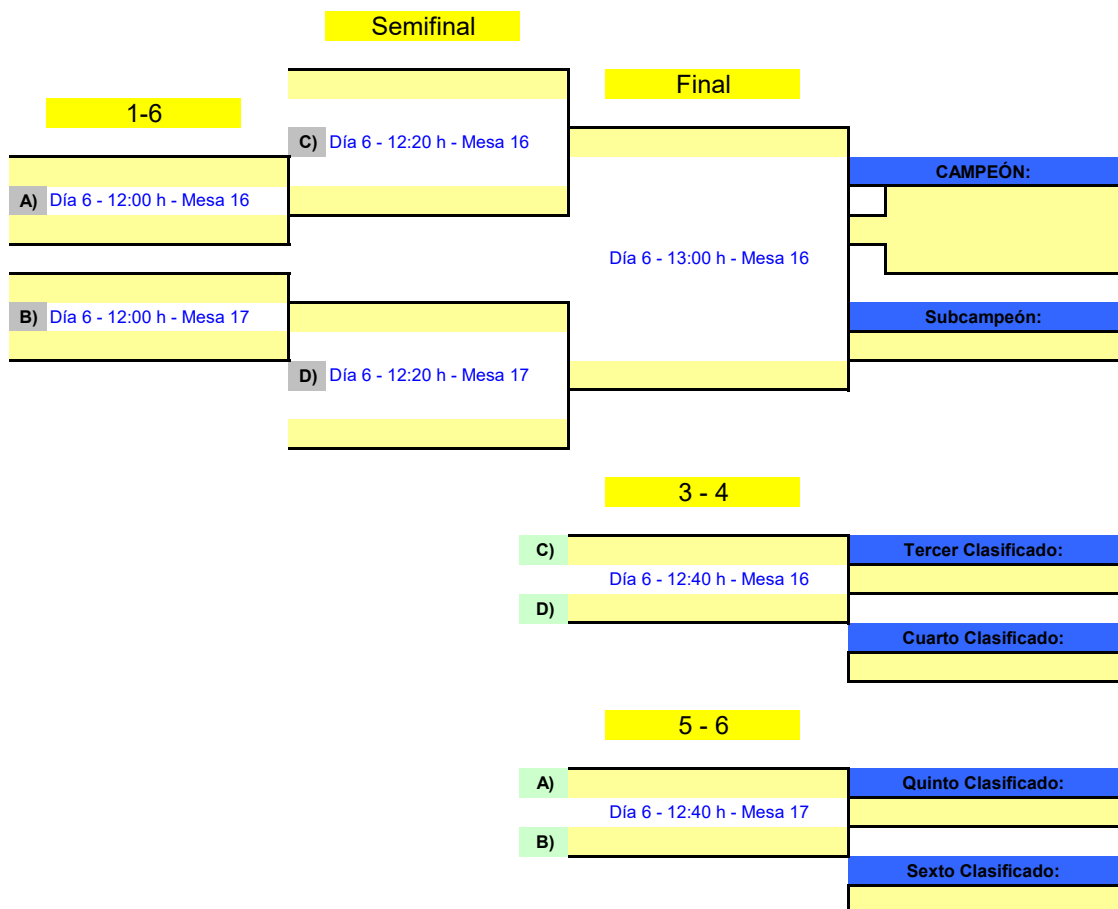 Semifinal
Final
1-6
C) Día 6 - 12:20 h - Mesa 16
CAMPEÓN:
A) Día 6 - 12:00 h - Mesa 16
Día 6 - 13:00 h - Mesa 16
B) Día 6 - 12:00 h - Mesa 17
Subcampeón:
D) Día 6 - 12:20 h - Mesa 17
3 - 4
C)
Tercer Clasificado:
Día 6 - 12:40 h - Mesa 16
D)
Cuarto Clasificado:
5 - 6
A)
Quinto Clasificado:
Día 6 - 12:40 h - Mesa 17
B)
Sexto Clasificado: